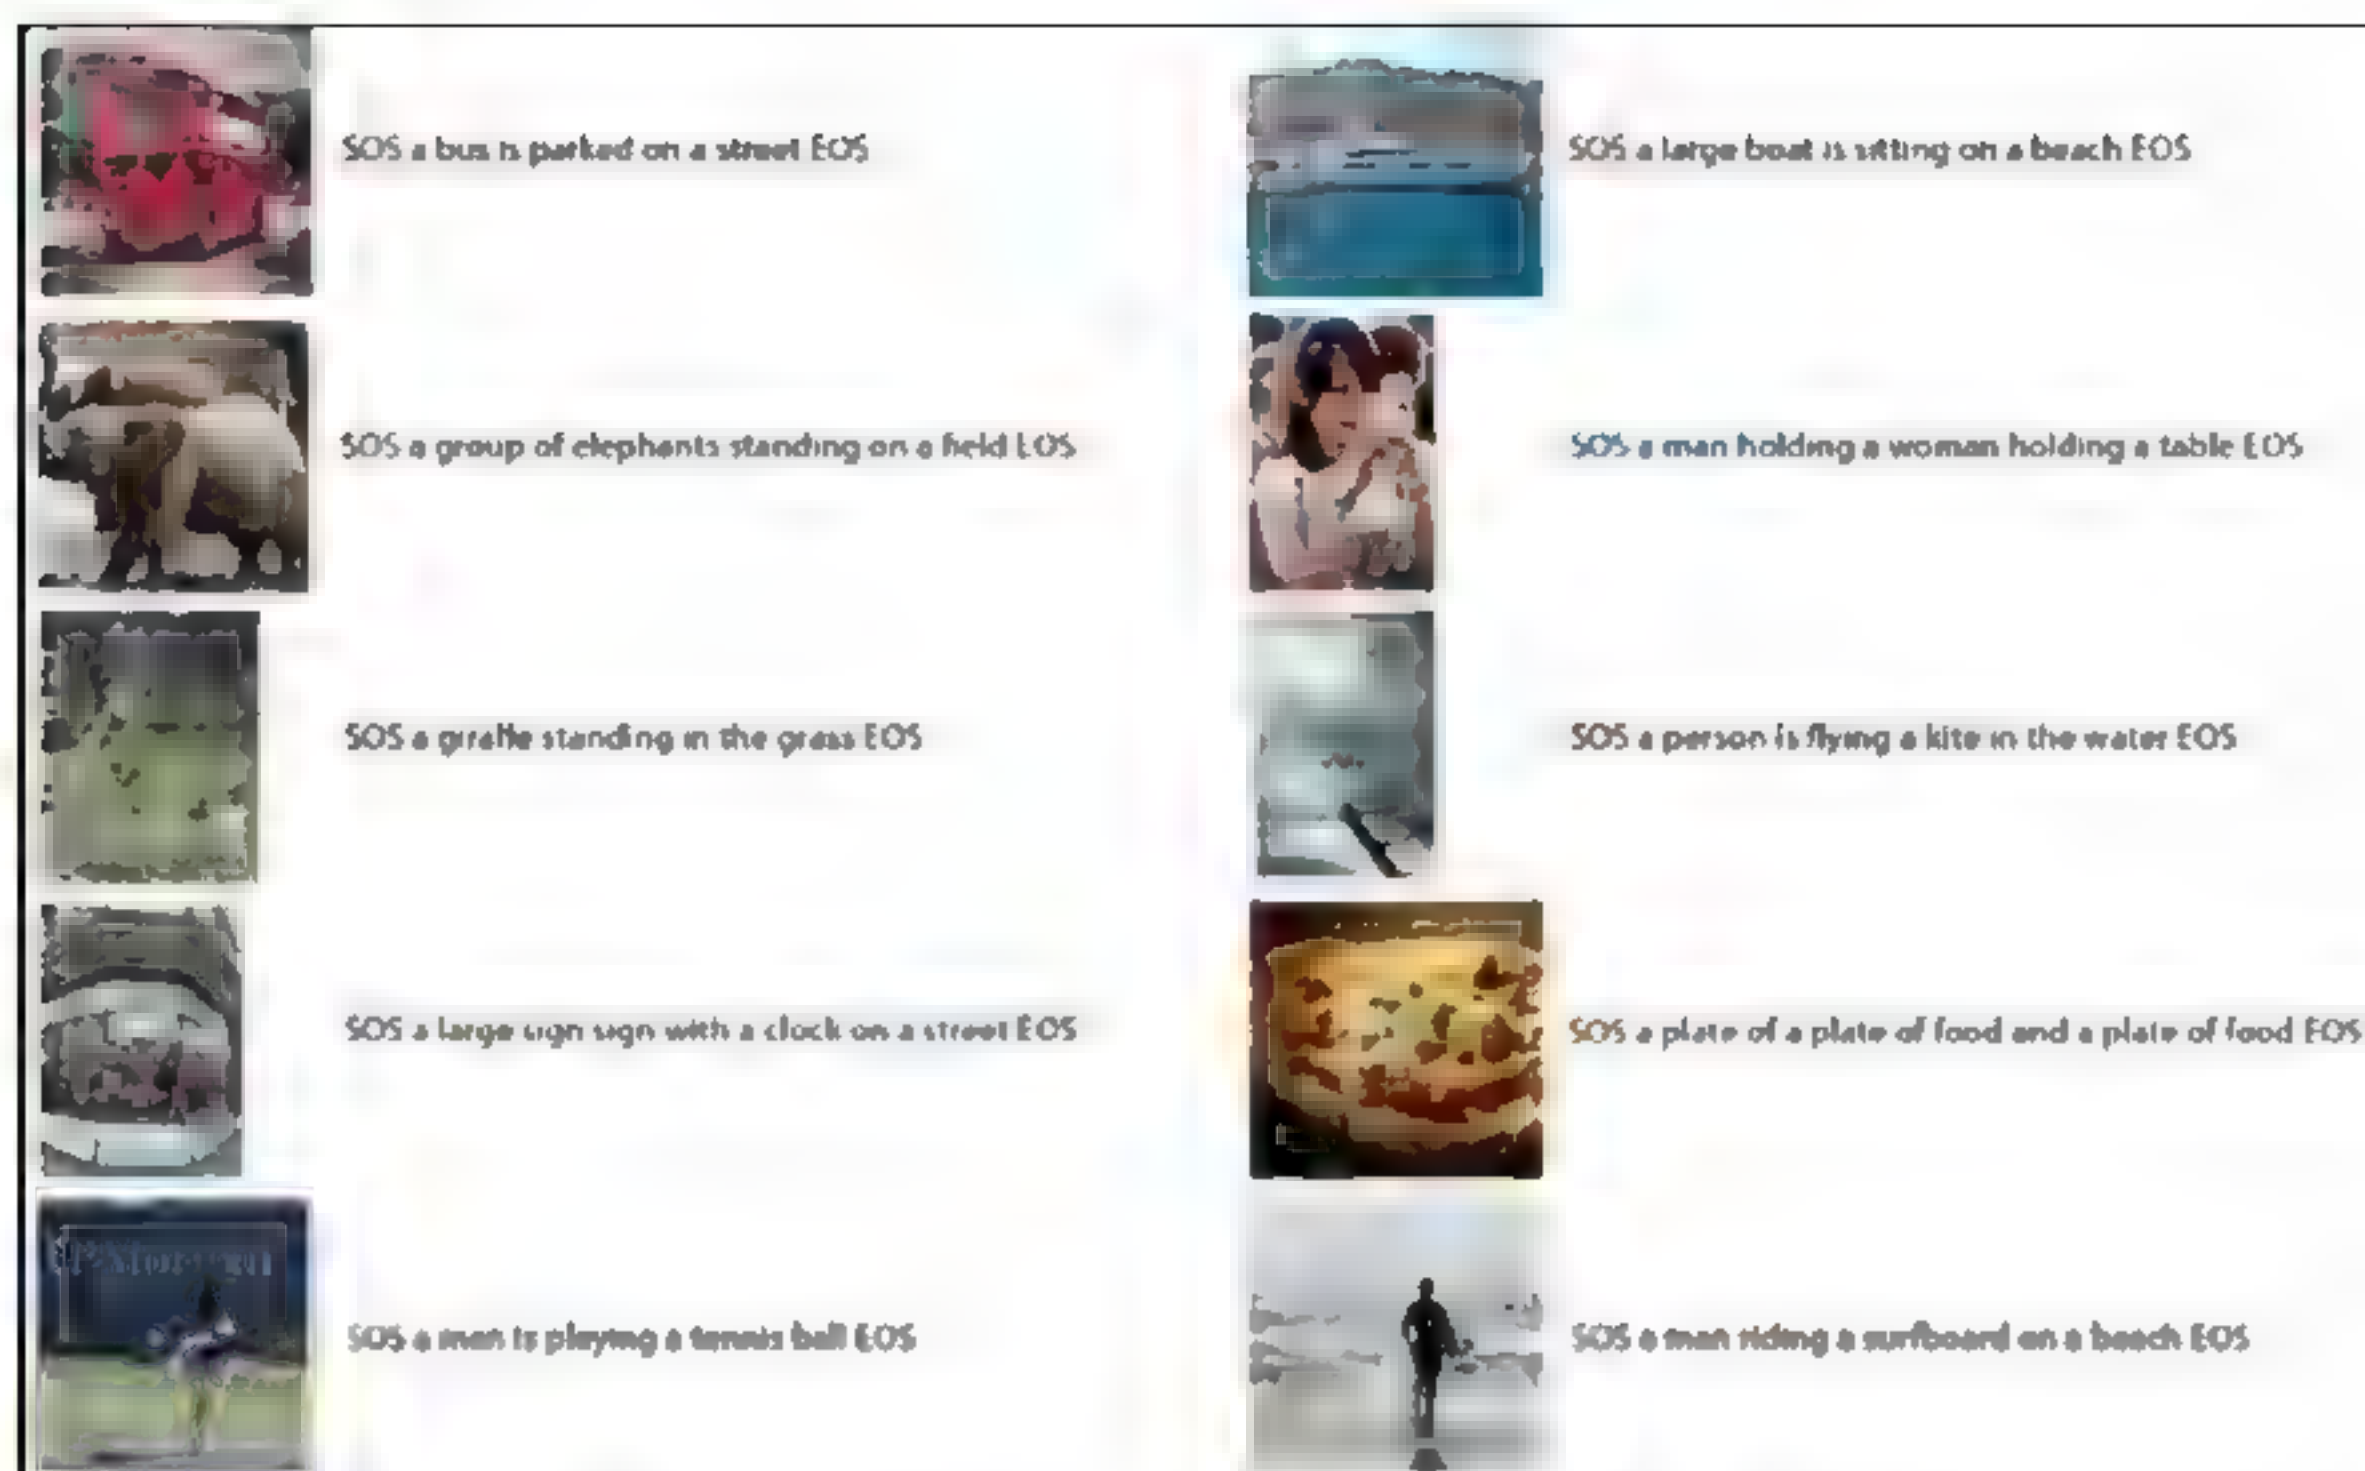 SOS a bus is parked on a street EOS
SOS a large boat is sitting on a beach EOS
SOS a group of elephants standing on a field EOS
SOS a man holding a woman holding a table EOS
SOS a giraffe standing in the grass EOS
SOS a person is flying a kite in the water EOS
SOS a large sign sign with a clock on a street EOS
SOS a plate of a plate of food and a plate of food EOS
SOS a man is playing a tennis ball EOS
SOS a man riding a surfboard on a beach EOS